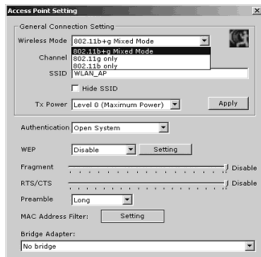 Access Point Setting
General Connection Setting
Wireless Mode 802.11b+g Mixed Mode
802.11b+g Mixed Mode
Channel 802.11g only
802.11b only
SSID WLAN_AP
Hide SSID
Tx Power Level 0 (Maximum Power) Apply
Authentication Open System
WEP Disable Setting
Fragment Disable
RTS/CTS Disable
Preamble Long
MAC Address Filter: Setting
Bridge Adapter:
No bridge